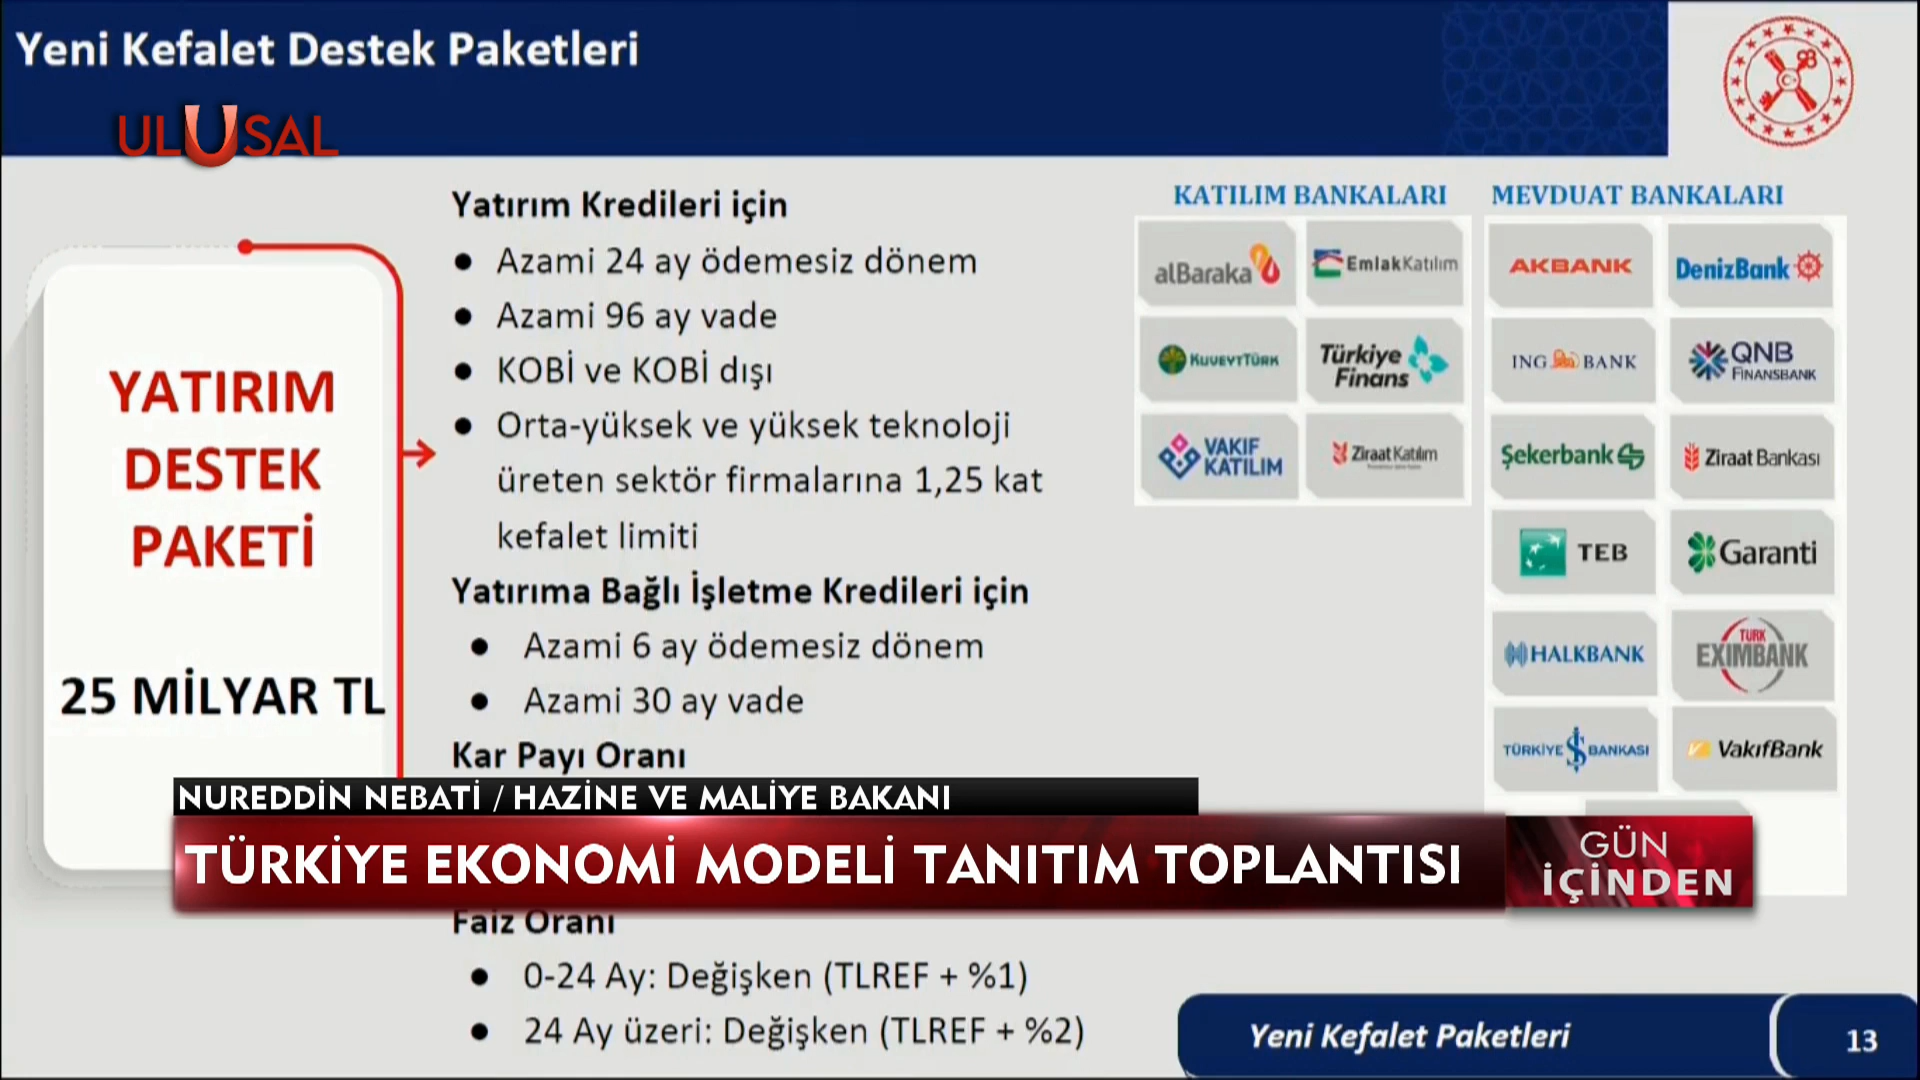 Yeni Kefalet Destek Paketleri
ULUSAL
YATIRIM
DESTEK
PAKETİ
25 MİLYAR TL
Yatırım Kredileri için
● Azami 24 ay ödemesiz dönem
● Azami 96 ay vade
● KOBİ ve KOBİ dışı
● Orta-yüksek ve yüksek teknoloji
üreten sektör firmalarına 1,25 kat
kefalet limiti
Yatırıma Bağlı İşletme Kredileri için
● Azami 6 ay ödemesiz dönem
● Azami 30 ay vade
Kar Payı Oranı
Faiz Oranı
● 0-24 Ay: Değişken (TLREF + %1)
● 24 Ay üzeri: Değişken (TLREF + %2)
KATILIM BANKALARI
alBaraka
EmlakKatılım
KUVEYTTÜRK
Türkiye
Finans
VAKIF
KATILIM
Ziraat Katılım
MEVDUAT BANKALARI
AKBANK
DenizBank
ING BANK
QNB
FİNANSBANK
Şekerbank
Ziraat Bankası
TEB
Garanti
HALKBANK
TÜRK
EXIMBANK
TÜRKİYE İŞ BANKASI
VakıfBank
NUREDDİN NEBATİ / HAZİNE VE MALİYE BAKANI
TÜRKİYE EKONOMİ MODELİ TANITIM TOPLANTISI
GÜN
İÇİNDEN
Yeni Kefalet Paketleri
13